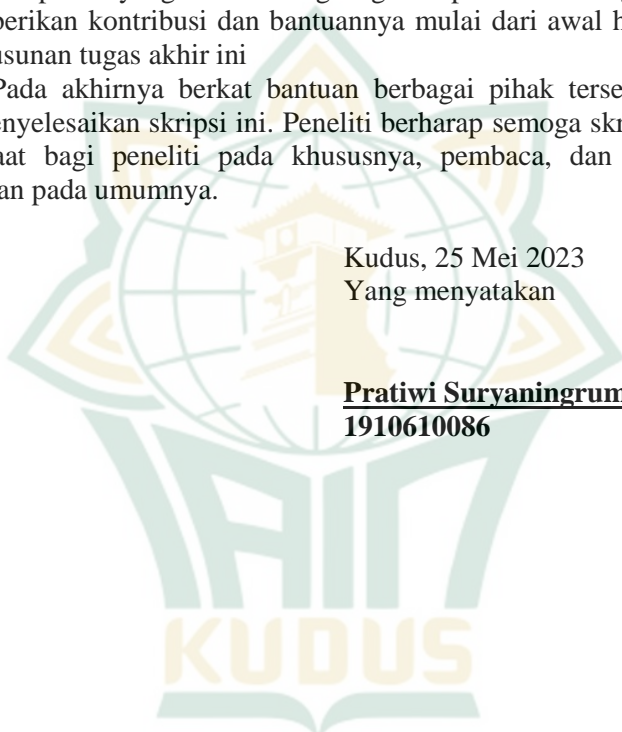 berikan kontribusi dan bantuannya mulai dari awal h
usunan tugas akhir ini
Pada akhirnya berkat bantuan berbagai pihak terse
enyelesaikan skripsi ini. Peneliti berharap semoga skr
aat bagi peneliti pada khususnya, pembaca, dan
an pada umumnya.
Kudus, 25 Mei 2023
Yang menyatakan
Pratiwi Suryaningrum
1910610086
IAIN
KUDUS